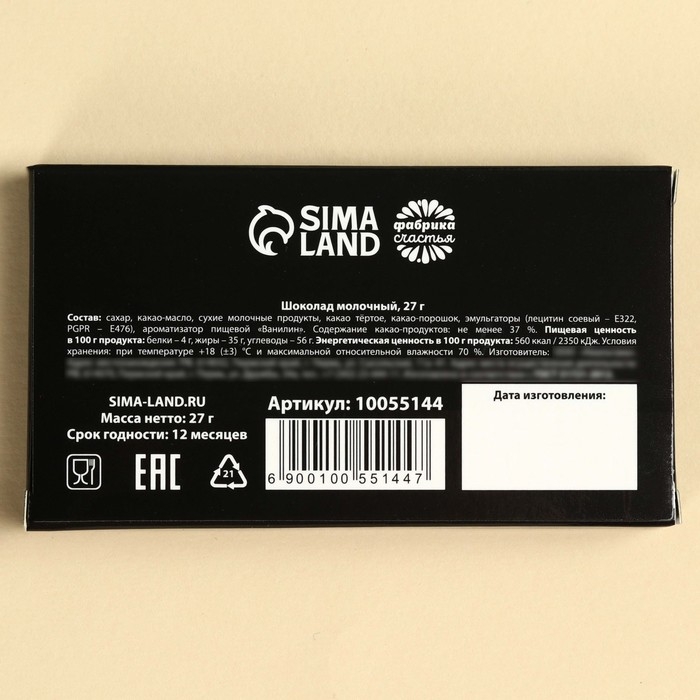 SIMA
LAND
фабрика
счастья
Шоколад молочный, 27 г
Состав: сахар, какао-масло, сухие молочные продукты, какао тёртое, какао-порошок, эмульгаторы (лецитин соевый – Е322,
PGPR – Е476), ароматизатор пищевой «Ванилин». Содержание какао-продуктов: не менее 37 %. Пищевая ценность
в 100 г продукта: белки – 4 г, жиры – 35 г, углеводы – 56 г. Энергетическая ценность в 100 г продукта: 560 ккал / 2350 кДж. Условия
хранения: при температуре +18 (±3) °С и максимальной относительной влажности 70 %. Изготовитель:
SIMA-LAND.RU
Масса нетто: 27 г
Срок годности: 12 месяцев
EAC
21
Артикул: 10055144
6 900100 551447
Дата изготовления: